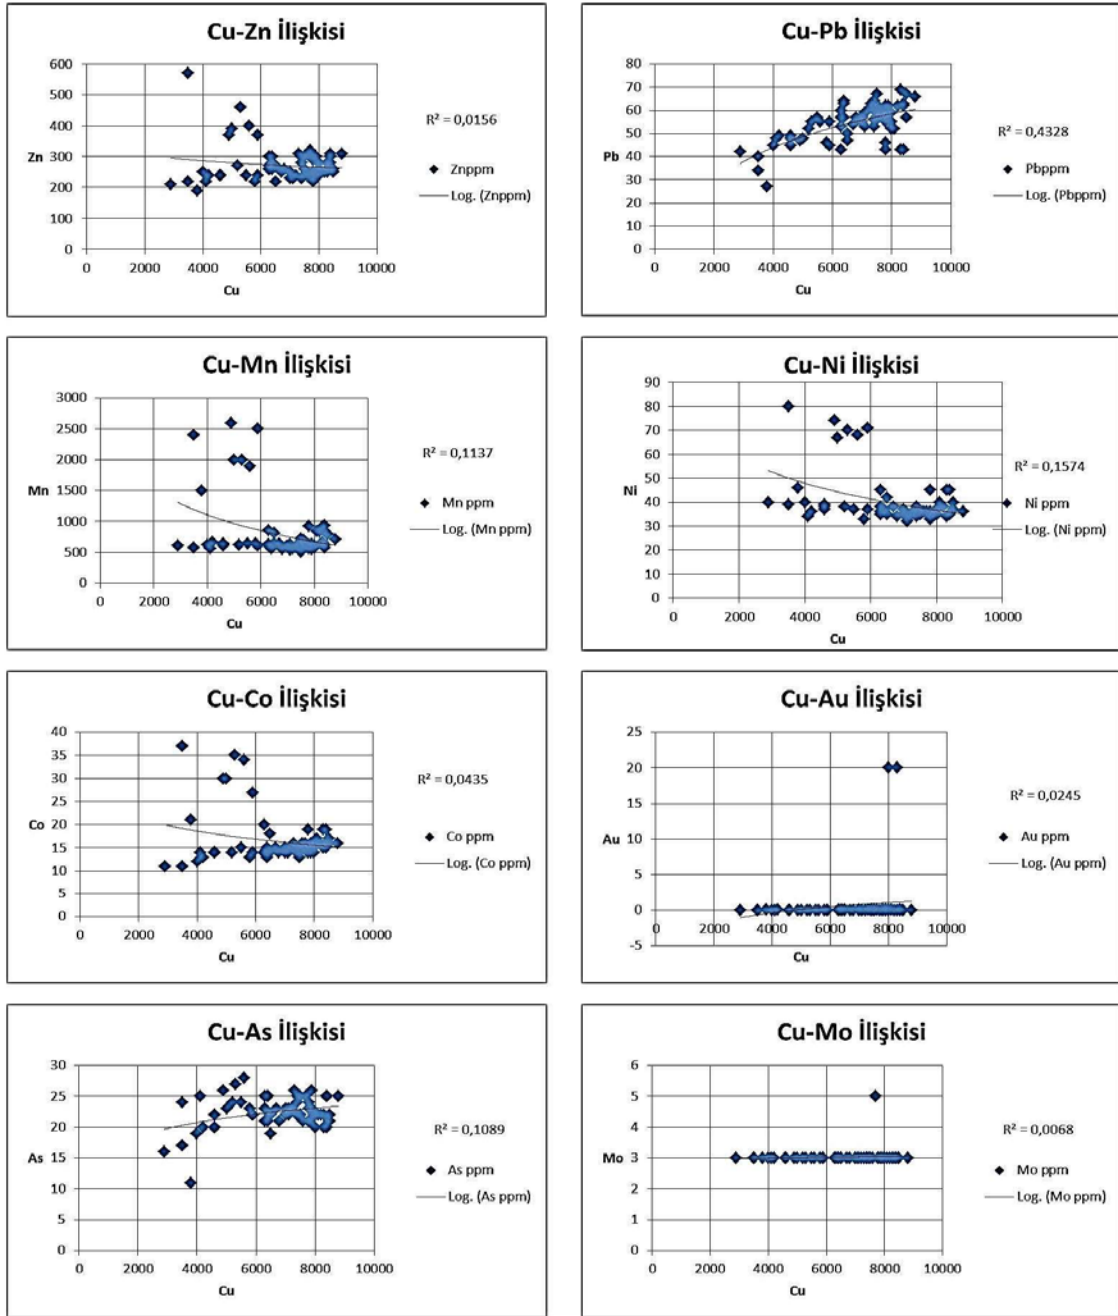 Cu-Zn İlişkisi
600
500
400
300
200
100
0
Zn
0 2000 4000 6000 8000 10000
Cu
R² = 0,0156
Znppm
Log. (Znppm)
Cu-Pb İlişkisi
80
70
60
50
40
30
20
10
0
Pb
0 2000 4000 6000 8000 10000
Cu
R² = 0,4328
Pbppm
Log. (Pbppm)
Cu-Mn İlişkisi
3000
2500
2000
1500
1000
500
0
Mn
0 2000 4000 6000 8000 10000
Cu
R² = 0,1137
Mn ppm
Log. (Mn ppm)
Cu-Ni İlişkisi
90
80
70
60
50
40
30
20
10
0
Ni
0 2000 4000 6000 8000 10000
Cu
R² = 0,1574
Ni ppm
Log. (Ni ppm)
Cu-Co İlişkisi
40
35
30
25
20
15
10
5
0
Co
0 2000 4000 6000 8000 10000
Cu
R² = 0,0435
Co ppm
Log. (Co ppm)
Cu-Au İlişkisi
25
20
15
10
5
0
-5
Au
0 2000 4000 6000 8000 10000
Cu
R² = 0,0245
Au ppm
Log. (Au ppm)
Cu-As İlişkisi
30
25
20
15
10
5
0
As
0 2000 4000 6000 8000 10000
Cu
R² = 0,1089
As ppm
Log. (As ppm)
Cu-Mo İlişkisi
6
5
4
3
2
1
0
Mo
0 2000 4000 6000 8000 10000
Cu
R² = 0,0068
Mo ppm
Log. (Mo ppm)